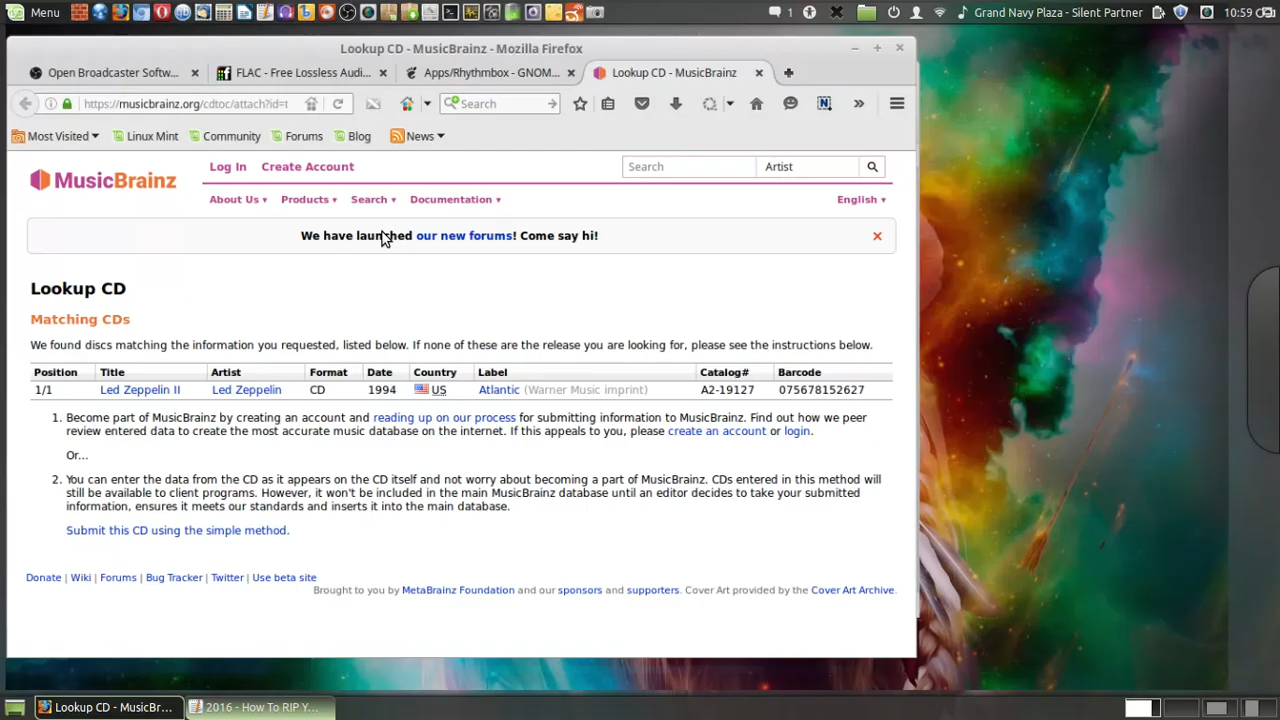 Menu
1
Grand Navy Plaza - Silent Partner
10:59
Lookup CD - MusicBrainz - Mozilla Firefox
Open Broadcaster Softw...
FLAC - Free Lossless Audi...
Apps/Rhythmbox - GNOM...
Lookup CD - MusicBrainz
https://musicbrainz.org/cdtoc/attach?id=t
Search
Most Visited
Linux Mint
Community
Forums
Blog
News
MusicBrainz
Log In Create Account
Search
Artist
About Us Products Search Documentation
English
We have launched our new forums! Come say hi!
Lookup CD
Matching CDs
We found discs matching the information you requested, listed below. If none of these are the release you are looking for, please see the instructions below.
Position Title Artist Format Date Country Label Catalog# Barcode
1/1 Led Zeppelin II Led Zeppelin CD 1994 US Atlantic (Warner Music imprint) A2-19127 075678152627
1. Become part of MusicBrainz by creating an account and reading up on our process for submitting information to MusicBrainz. Find out how we peer
review entered data to create the most accurate music database on the internet. If this appeals to you, please create an account or login.
Or...
2. You can enter the data from the CD as it appears on the CD itself and not worry about becoming a part of MusicBrainz. CDs entered in this method will
still be available to client programs. However, it won't be included in the main MusicBrainz database until an editor decides to take your submitted
information, ensures it meets our standards and inserts it into the main database.
Submit this CD using the simple method.
Donate | Wiki | Forums | Bug Tracker | Twitter | Use beta site
Brought to you by MetaBrainz Foundation and our sponsors and supporters. Cover Art provided by the Cover Art Archive.
Lookup CD - MusicBr...
2016 - How To RIP Y...